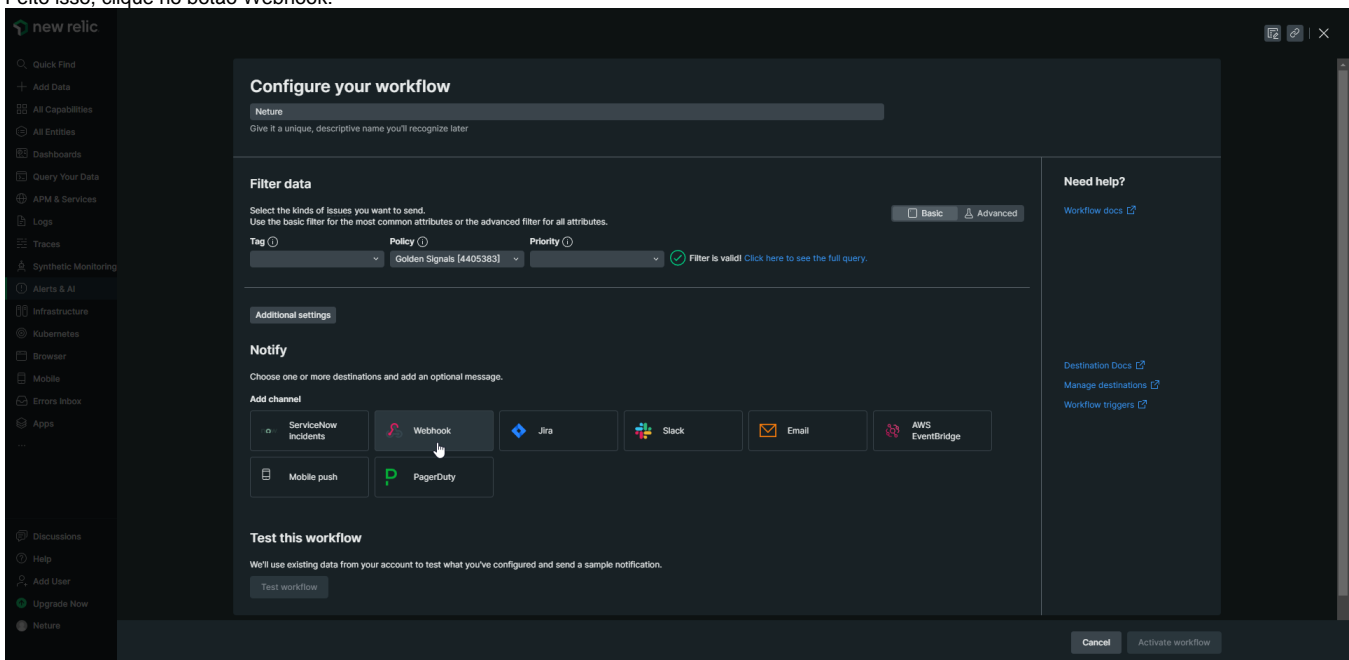 Feito isso, clique no botão Webhook.
new relic
Quick Find
Add Data
All Capabilities
All Entities
Dashboards
Query Your Data
APM & Services
Logs
Traces
Synthetic Monitoring
Alerts & AI
Infrastructure
Kubernetes
Browser
Mobile
Errors Inbox
Apps
...
Discussions
Help
Add User
Upgrade Now
Neture
Configure your workflow
Neture
Give it a unique, descriptive name you'll recognize later
Filter data
Select the kinds of issues you want to send.
Use the basic filter for the most common attributes or the advanced filter for all attributes.
Basic Advanced
Tag Policy Priority
Golden Signals [4405383] Filter is valid! Click here to see the full query.
Additional settings
Notify
Choose one or more destinations and add an optional message.
Add channel
ServiceNow
incidents
Webhook
Jira
Slack
Email
AWS
EventBridge
Mobile push
PagerDuty
Test this workflow
We'll use existing data from your account to test what you've configured and send a sample notification.
Test workflow
Need help?
Workflow docs
Destination Docs
Manage destinations
Workflow triggers
Cancel Activate workflow